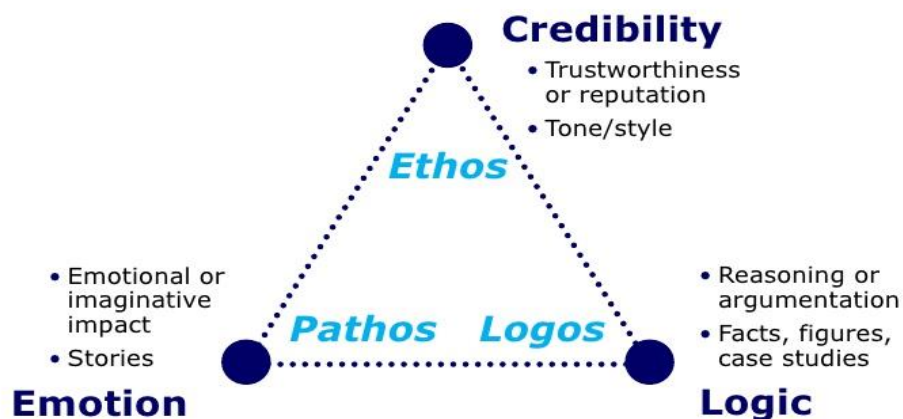 Credibility
• Trustworthiness
or reputation
• Tone/style
Ethos
• Emotional or
imaginative
impact
• Stories
Pathos
Logos
• Reasoning or
argumentation
• Facts, figures,
case studies
Emotion
Logic